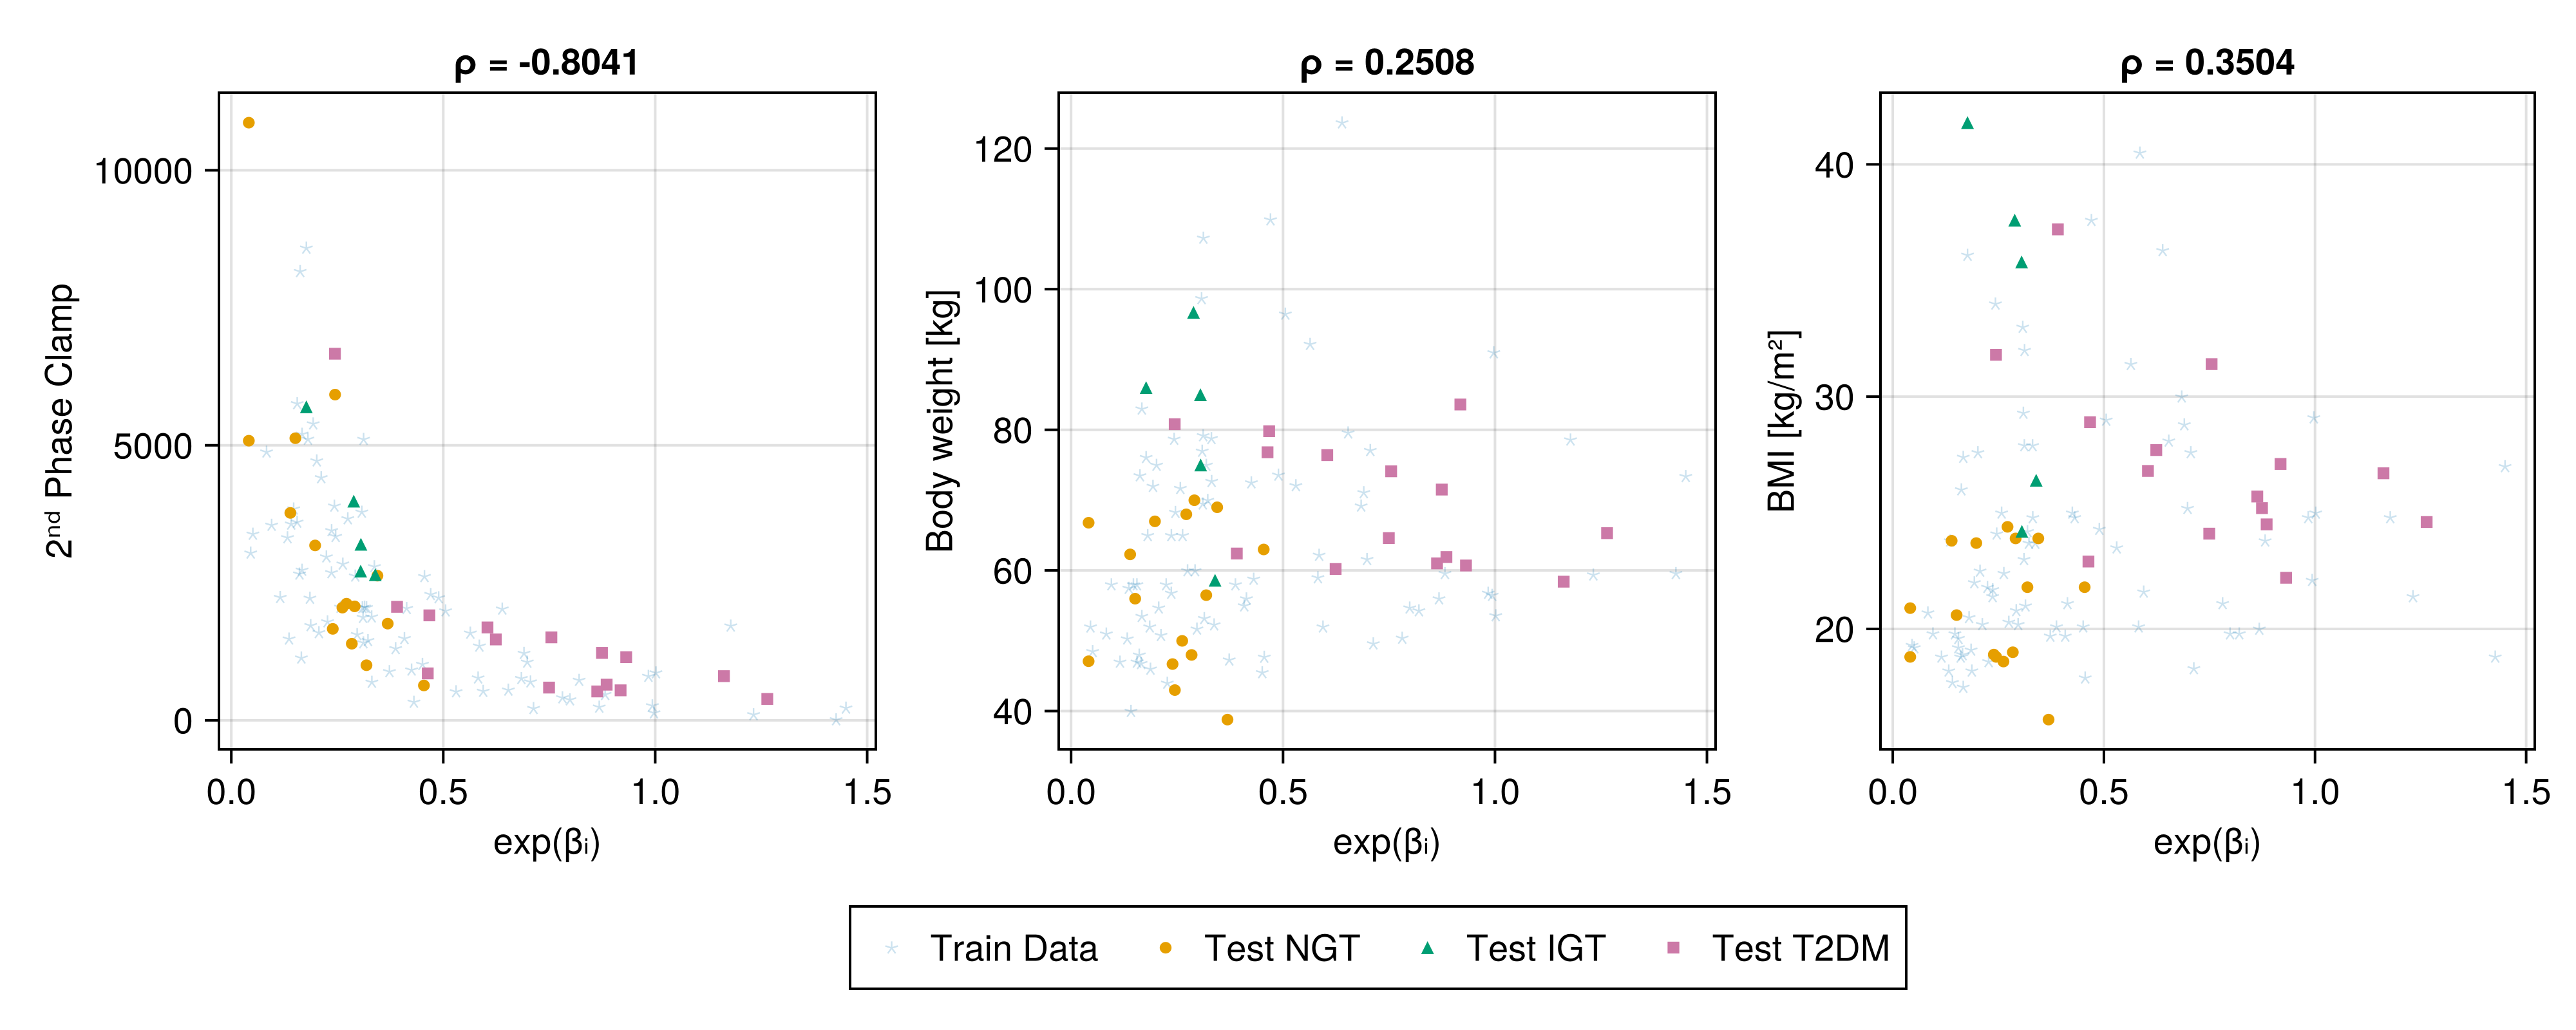 ρ = -0.8041
10000
5000
0
2ⁿᵈ Phase Clamp
0.0 0.5 1.0 1.5
exp(βᵢ)
ρ = 0.2508
120
100
80
60
40
Body weight [kg]
0.0 0.5 1.0 1.5
exp(βᵢ)
ρ = 0.3504
40
30
20
BMI [kg/m²]
0.0 0.5 1.0 1.5
exp(βᵢ)
Train Data Test NGT Test IGT Test T2DM